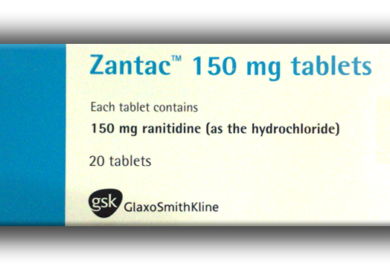 Zantac™ 150 mg tablets
Each tablet contains
150 mg ranitidine (as the hydrochloride)
20 tablets
gsk GlaxoSmithKline